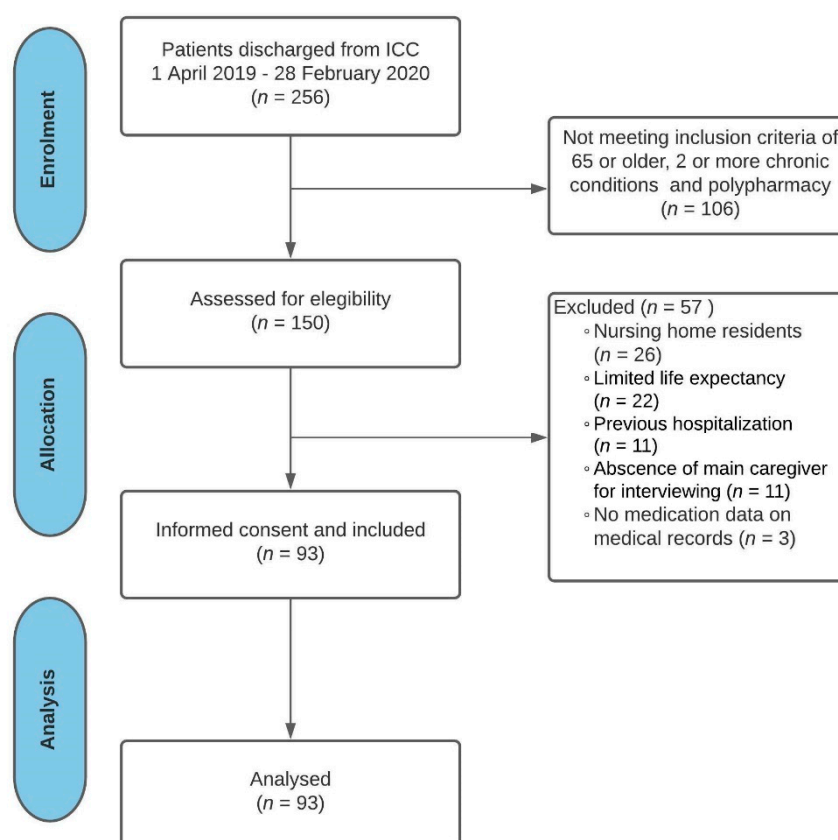 Enrolment
Patients discharged from ICC
1 April 2019 - 28 February 2020
(n = 256)
Not meeting inclusion criteria of
65 or older, 2 or more chronic
conditions and polypharmacy
(n = 106)
Assessed for elegibility
(n = 150)
Allocation
Excluded (n = 57 )
◦ Nursing home residents
(n = 26)
◦ Limited life expectancy
(n = 22)
◦ Previous hospitalization
(n = 11)
◦ Abscence of main caregiver
for interviewing (n = 11)
◦ No medication data on
medical records (n = 3)
Informed consent and included
(n = 93)
Analysis
Analysed
(n = 93)